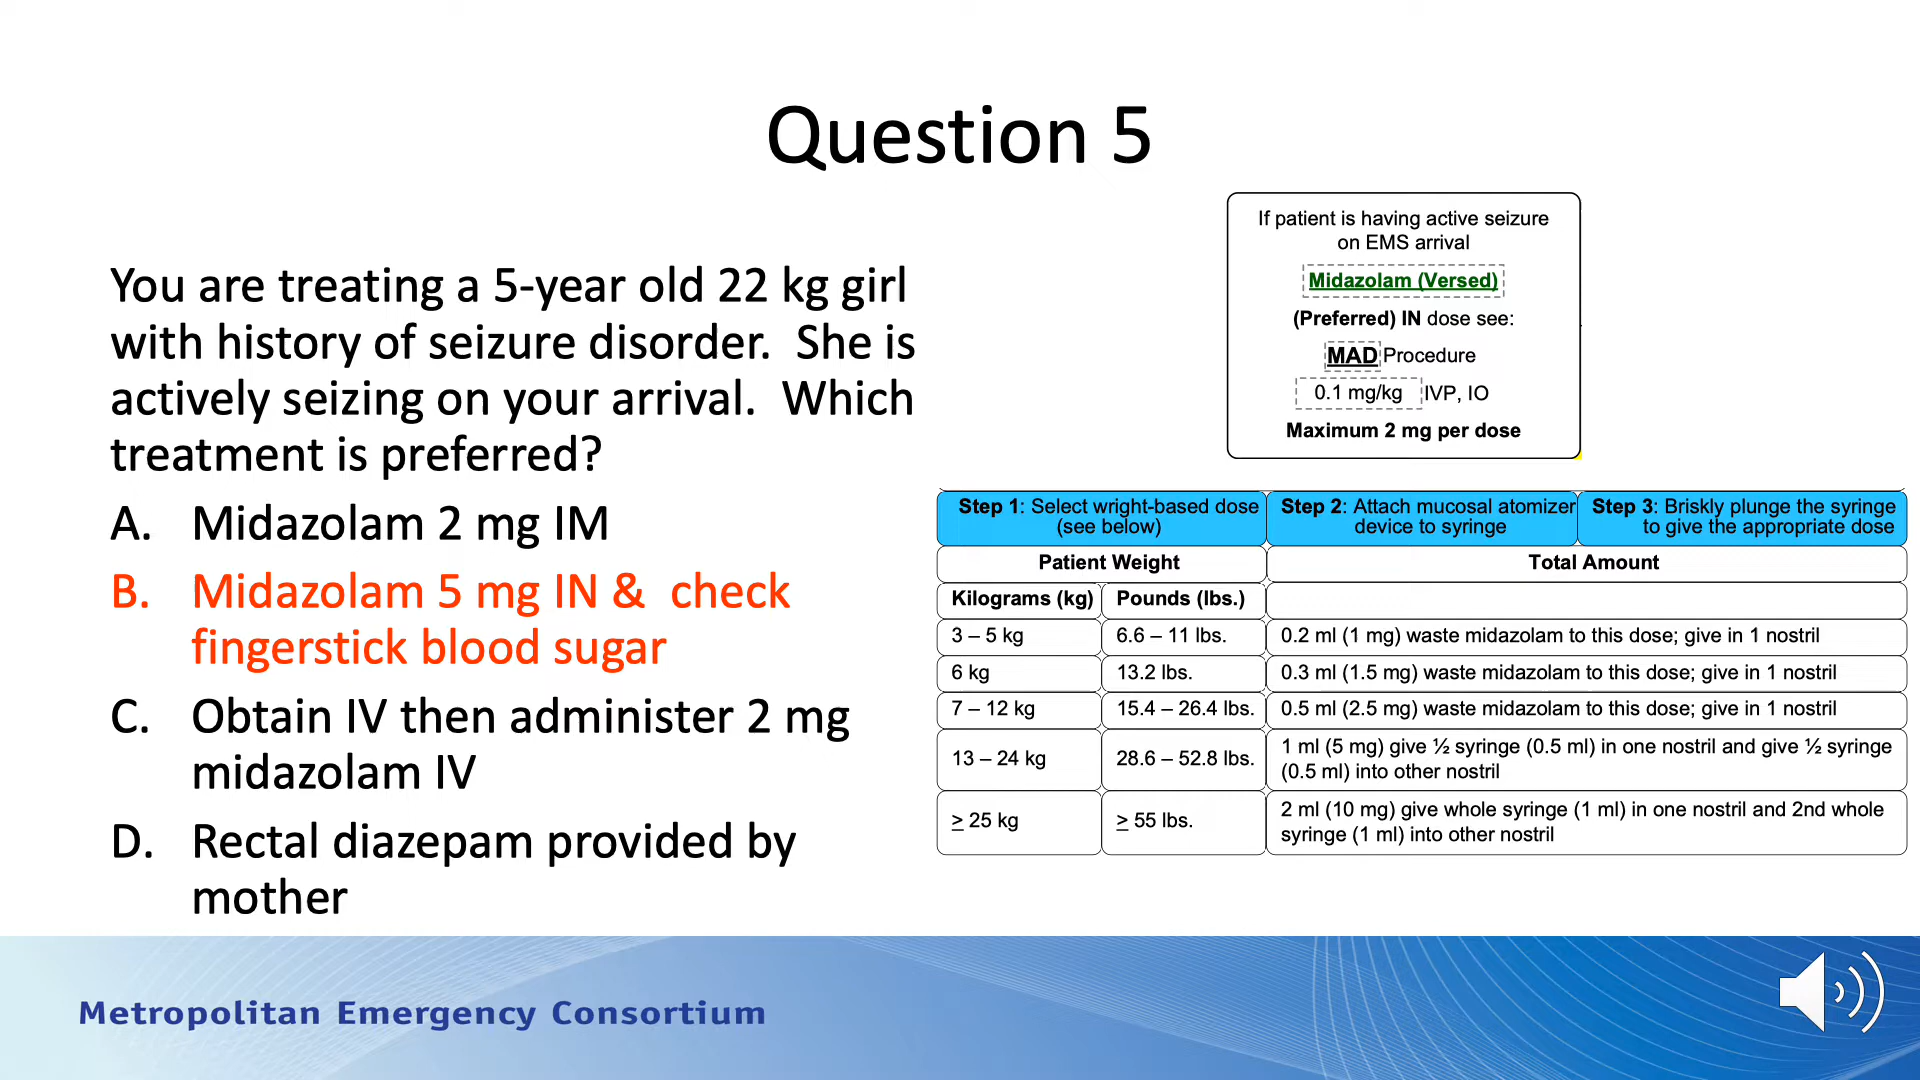 Question 5
You are treating a 5-year old 22 kg girl
with history of seizure disorder.  She is
actively seizing on your arrival.  Which
treatment is preferred?
A. Midazolam 2 mg IM
B. Midazolam 5 mg IN &  check
fingerstick blood sugar
C. Obtain IV then administer 2 mg
midazolam IV
D. Rectal diazepam provided by
mother
If patient is having active seizure
on EMS arrival
Midazolam (Versed)
(Preferred) IN dose see:
MAD Procedure
0.1 mg/kg IVP, IO
Maximum 2 mg per dose
Step 1: Select wright-based dose
(see below)
Step 2: Attach mucosal atomizer
device to syringe
Step 3: Briskly plunge the syringe
to give the appropriate dose
Patient Weight Total Amount
Kilograms (kg) Pounds (lbs.)
3 – 5 kg 6.6 – 11 lbs. 0.2 ml (1 mg) waste midazolam to this dose; give in 1 nostril
6 kg 13.2 lbs. 0.3 ml (1.5 mg) waste midazolam to this dose; give in 1 nostril
7 – 12 kg 15.4 – 26.4 lbs. 0.5 ml (2.5 mg) waste midazolam to this dose; give in 1 nostril
13 – 24 kg 28.6 – 52.8 lbs. 1 ml (5 mg) give ½ syringe (0.5 ml) in one nostril and give ½ syringe
(0.5 ml) into other nostril
≥ 25 kg ≥ 55 lbs. 2 ml (10 mg) give whole syringe (1 ml) in one nostril and 2nd whole
syringe (1 ml) into other nostril
Metropolitan Emergency Consortium